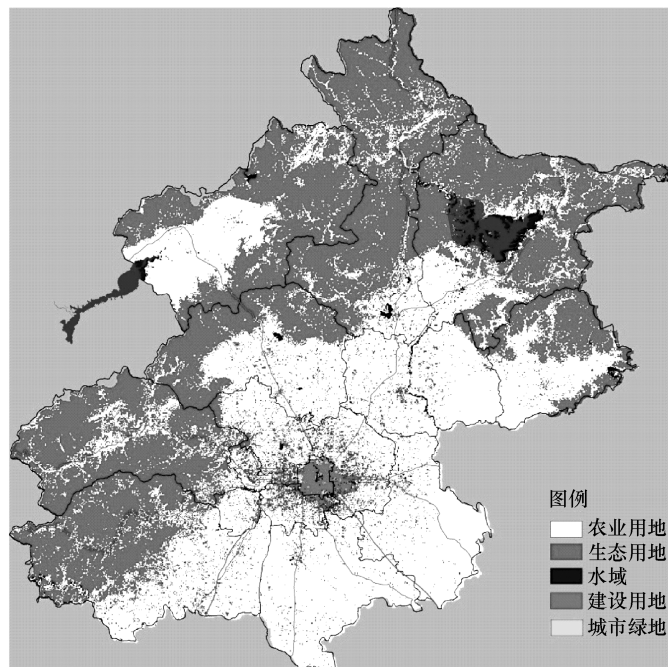 图例
农业用地
生态用地
水域
建设用地
城市绿地